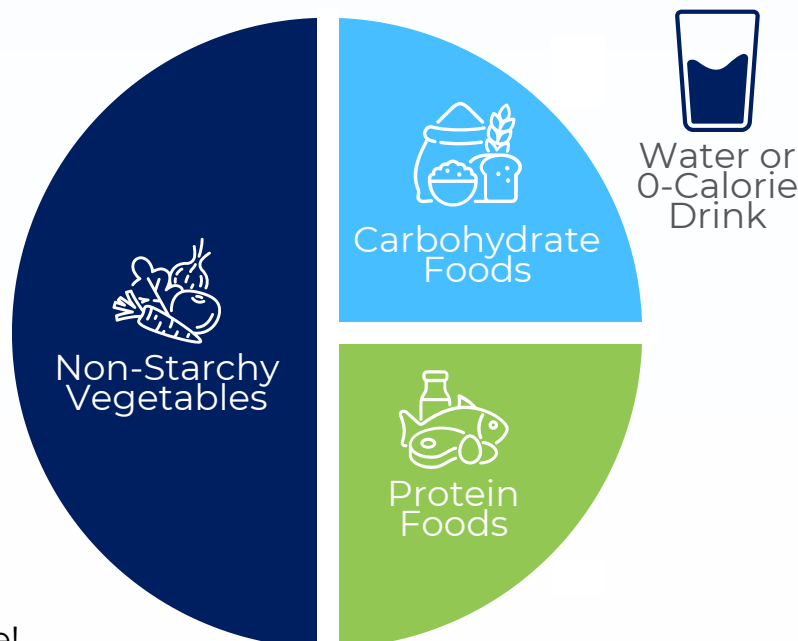 Water or
0-Calorie
Drink
Carbohydrate
Foods
Non-Starchy
Vegetables
Protein
Foods